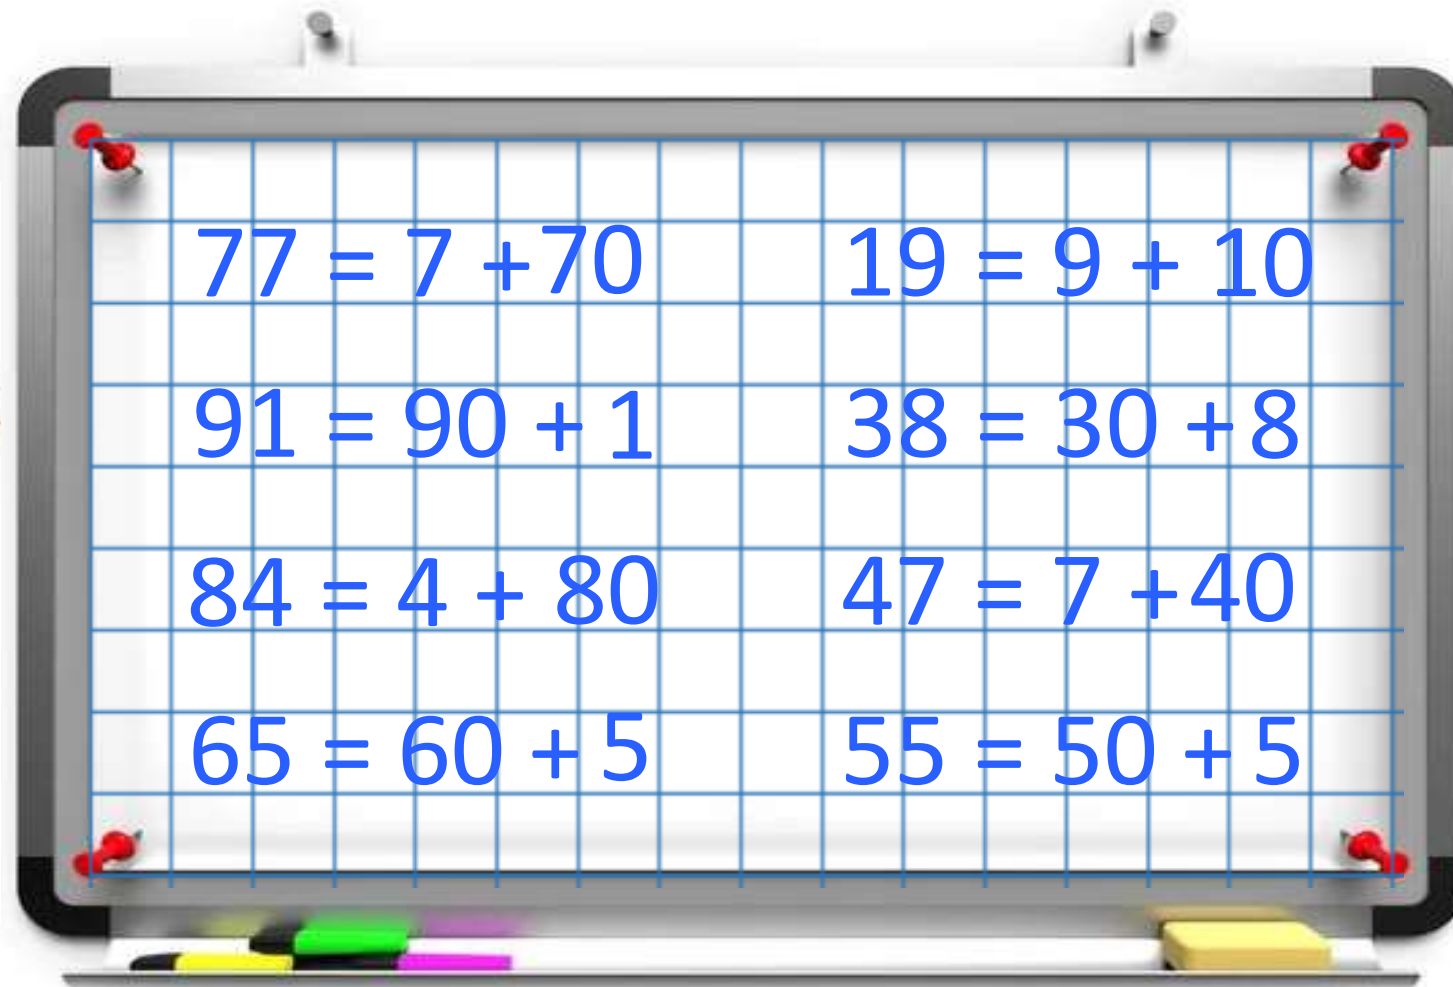 77 = 7 +70 19 = 9 + 10
91 = 90 + 1 38 = 30 + 8
84 = 4 + 80 47 = 7 + 40
65 = 60 + 5 55 = 50 + 5